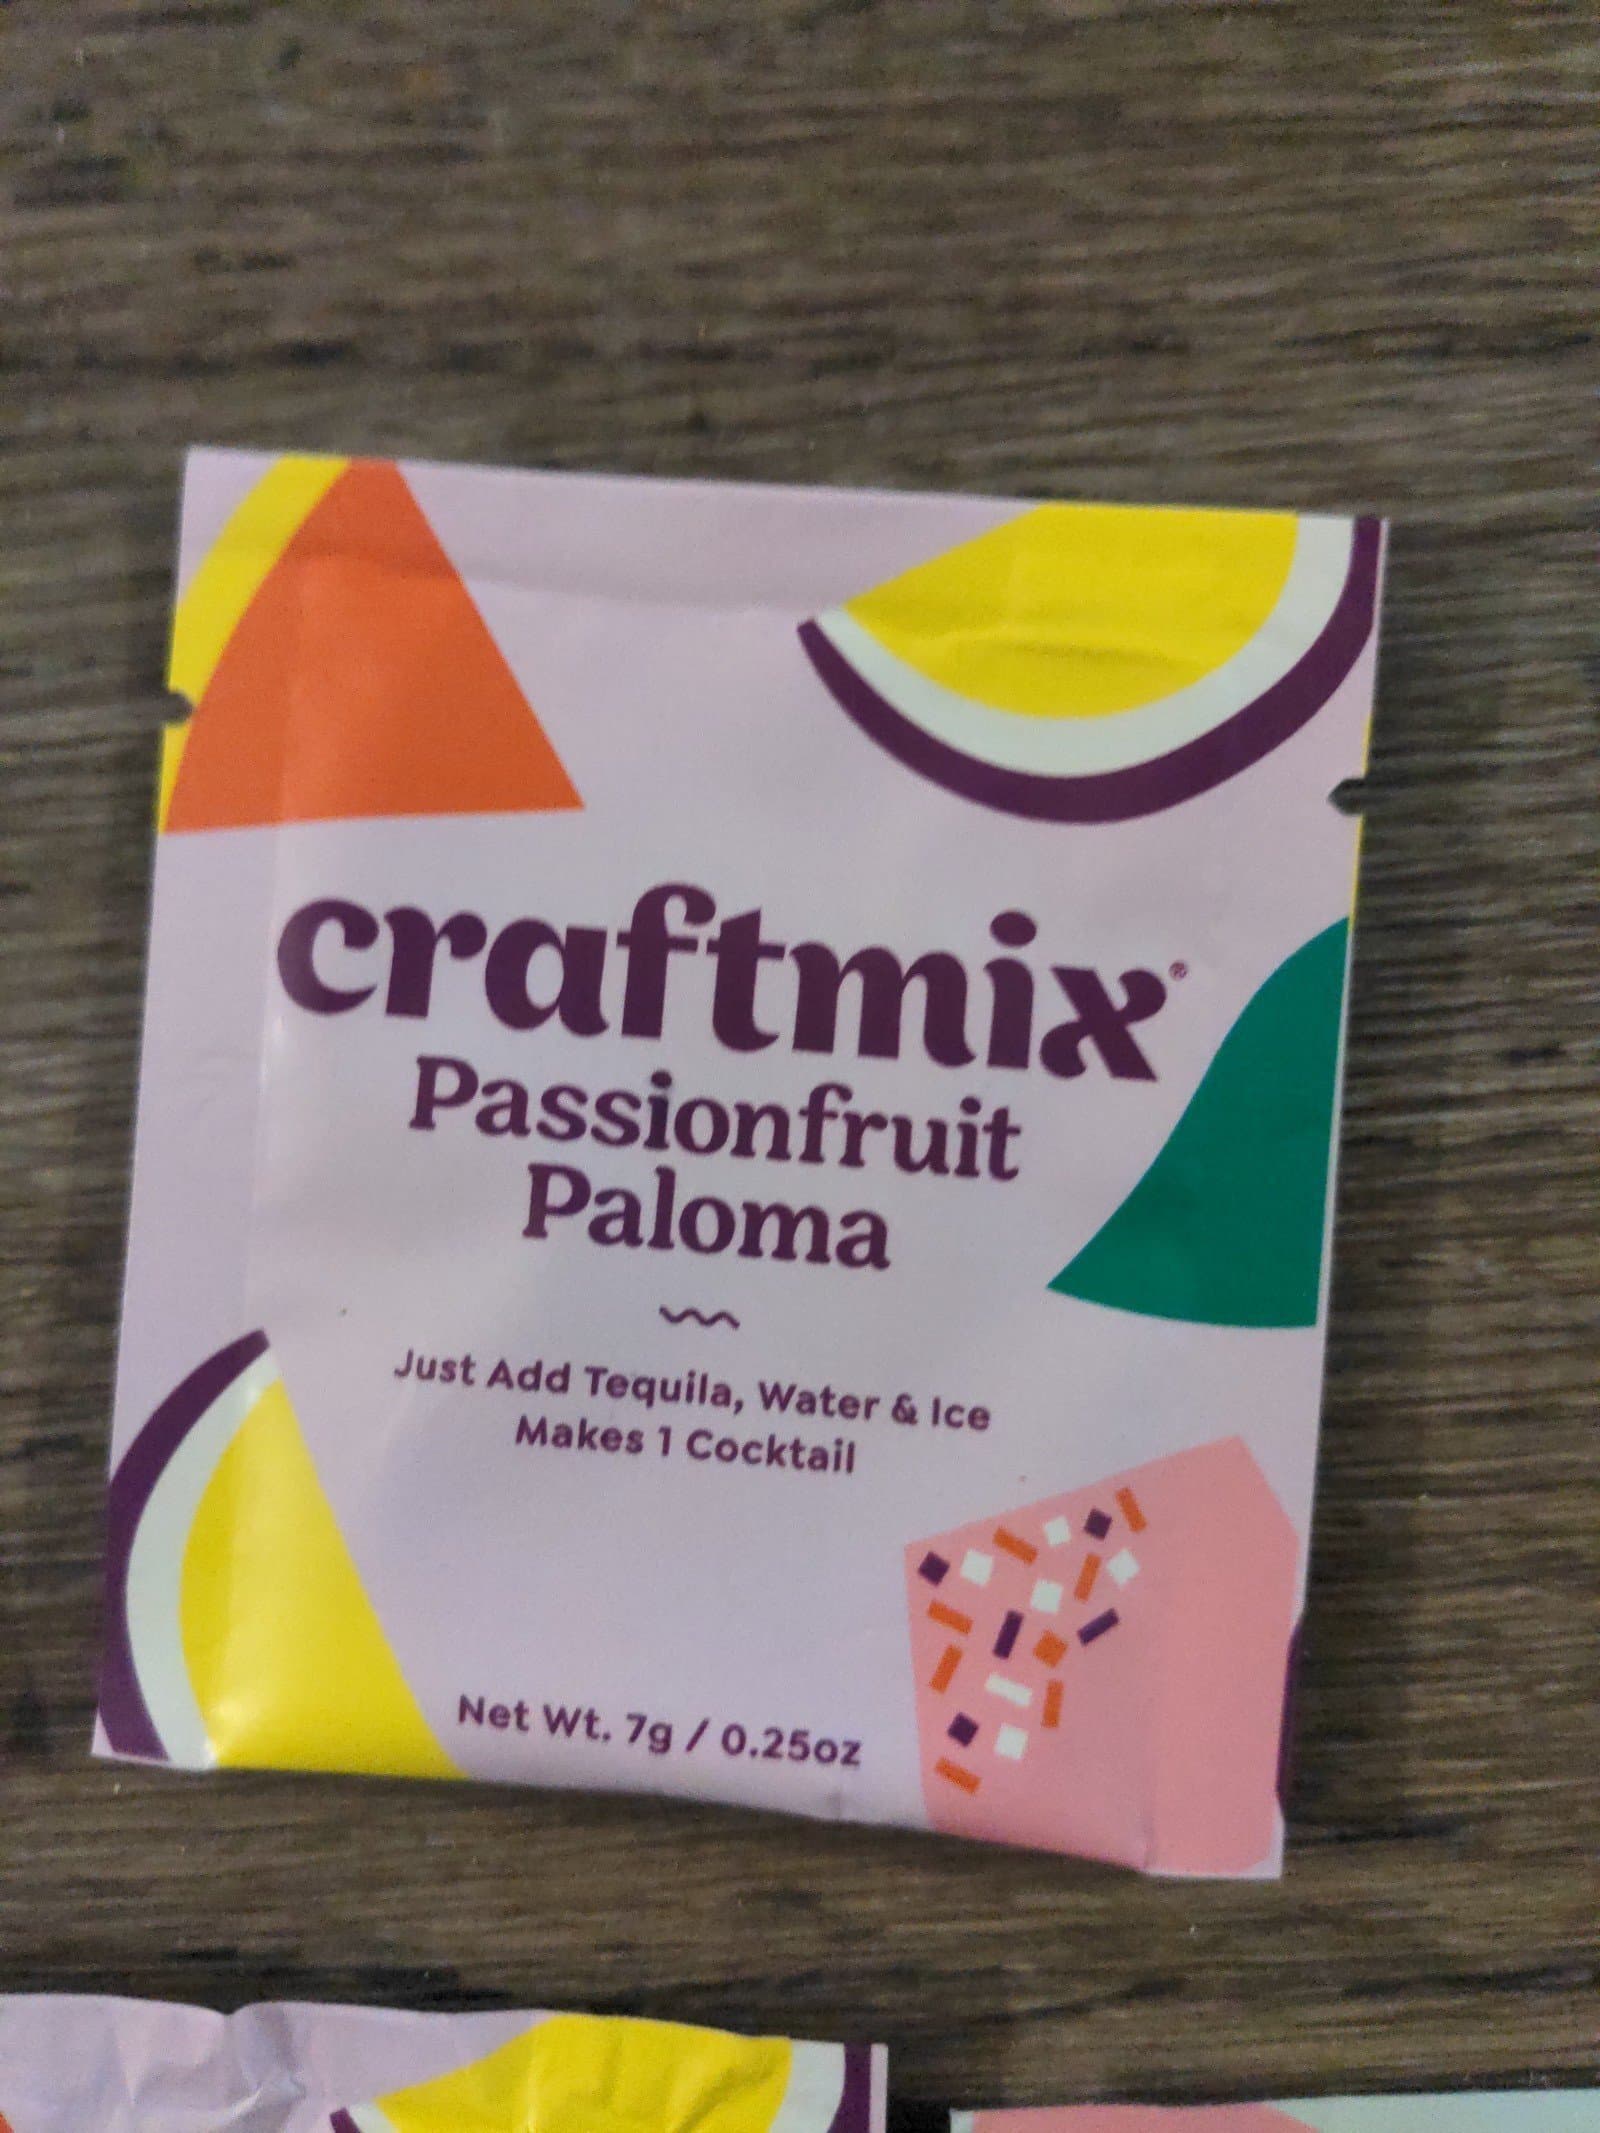 craftmix®
Passionfruit
Paloma
Just Add Tequila, Water & Ice
Makes 1 Cocktail
Net Wt. 7g / 0.25oz